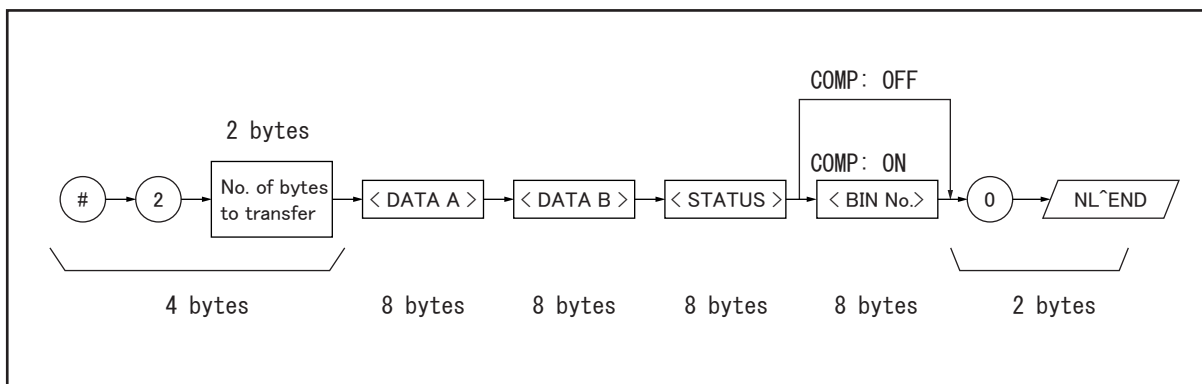 COMP: OFF
2 bytes
COMP: ON
# 2 No. of bytes to transfer < DATA A > < DATA B > < STATUS > < BIN No.> 0 NL^END
4 bytes 8 bytes 8 bytes 8 bytes 8 bytes 2 bytes